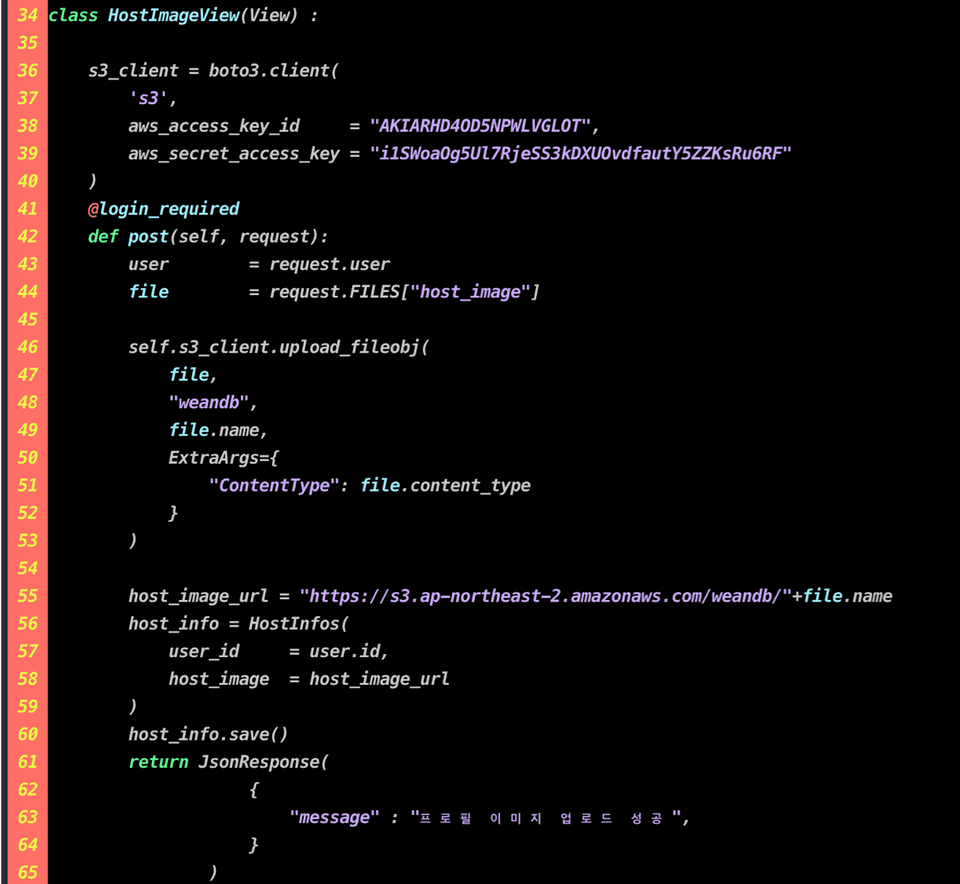 34 class HostImageView(View) :
35
36 s3_client = boto3.client(
37 's3',
38 aws_access_key_id = "AKIARHD4OD5NPWLVGLOT",
39 aws_secret_access_key = "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"
40 )
41 @login_required
42 def post(self, request):
43 user = request.user
44 file = request.FILES["host_image"]
45
46 self.s3_client.upload_fileobj(
47 file,
48 "weandb",
49 file.name,
50 ExtraArgs={
51 "ContentType": file.content_type
52 }
53 )
54
55 host_image_url = "https://s3.ap-northeast-2.amazonaws.com/weandb/"+file.name
56 host_info = HostInfos(
57 user_id = user.id,
58 host_image = host_image_url
59 )
60 host_info.save()
61 return JsonResponse(
62 {
63 "message" : "프로필 이미지 업로드 성공",
64 }
65 )